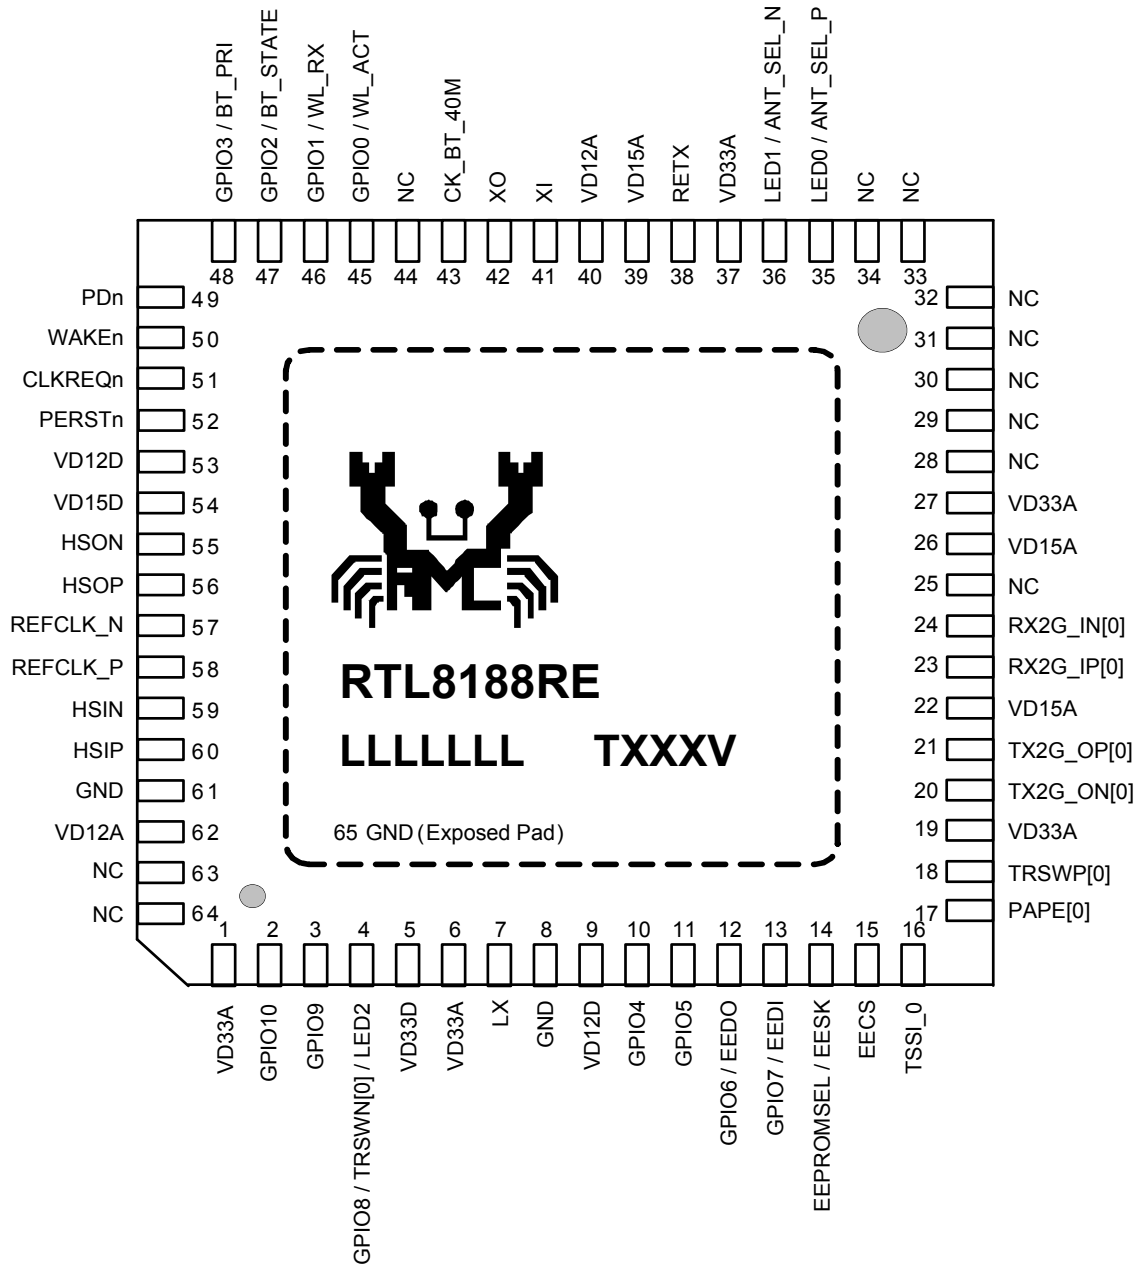 GPIO3 / BT_PRI
GPIO2 / BT_STATE
GPIO1 / WL_RX
GPIO0 / WL_ACT
NC
CK_BT_40M
XO
XI
VD12A
VD15A
RETX
VD33A
LED1 / ANT_SEL_N
LED0 / ANT_SEL_P
NC
NC
48 47 46 45 44 43 42 41 40 39 38 37 36 35 34 33
PDn 49
WAKEn 50
CLKREQn 51
PERSTn 52
VD12D 53
VD15D 54
HSON 55
HSOP 56
REFCLK_N 57
REFCLK_P 58
HSIN 59
HSIP 60
GND 61
VD12A 62
NC 63
NC 64
RTL8188RE
LLLLLLL TXXXV
65 GND (Exposed Pad)
32 NC
31 NC
30 NC
29 NC
28 NC
27 VD33A
26 VD15A
25 NC
24 RX2G_IN[0]
23 RX2G_IP[0]
22 VD15A
21 TX2G_OP[0]
20 TX2G_ON[0]
19 VD33A
18 TRSWP[0]
17 PAPE[0]
1 2 3 4 5 6 7 8 9 10 11 12 13 14 15 16
VD33A
GPIO10
GPIO9
GPIO8 / TRSWN[0] / LED2
VD33D
VD33A
LX
GND
VD12D
GPIO4
GPIO5
GPIO6 / EEDO
GPIO7 / EEDI
EEPROMSEL / EESK
EECS
TSSI_0